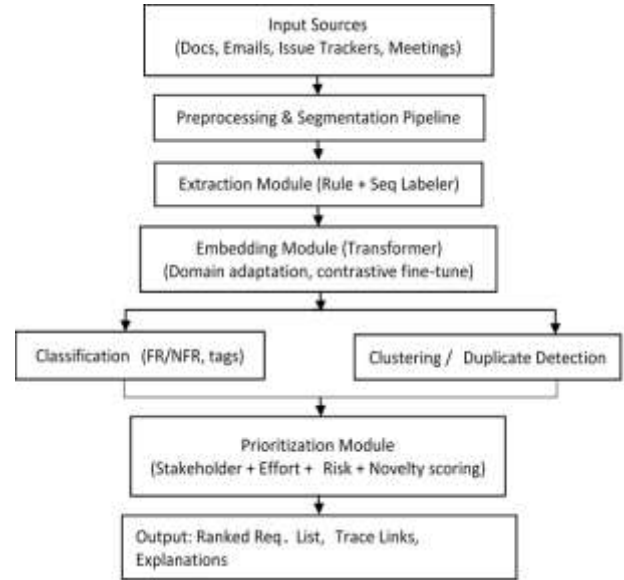 Input Sources
(Docs, Emails, Issue Trackers, Meetings)
Preprocessing & Segmentation Pipeline
Extraction Module (Rule + Seq Labeler)
Embedding Module (Transformer)
(Domain adaptation, contrastive fine-tune)
Classification (FR/NFR, tags)
Clustering / Duplicate Detection
Prioritization Module
(Stakeholder + Effort + Risk + Novelty scoring)
Output: Ranked Req. List, Trace Links,
Explanations